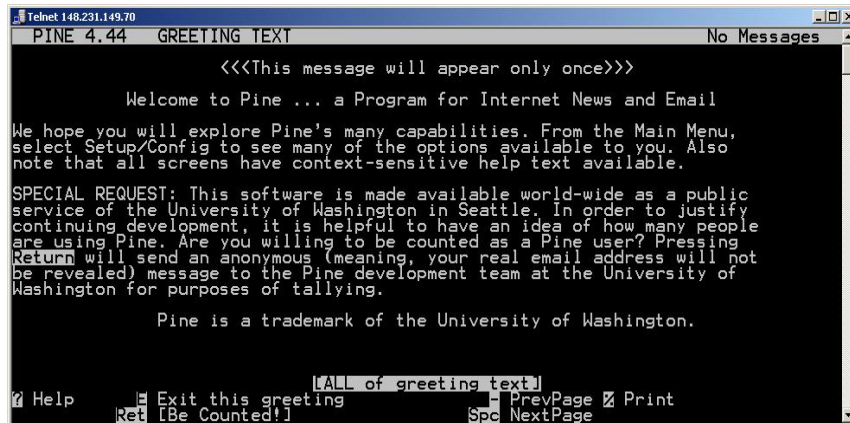 Telnet 148.231.149.70
PINE 4.44 GREETING TEXT No Messages
<<<This message will appear only once>>>
Welcome to Pine ... a Program for Internet News and Email
We hope you will explore Pine's many capabilities. From the Main Menu,
select Setup/Config to see many of the options available to you. Also
note that all screens have context-sensitive help text available.
SPECIAL REQUEST: This software is made available world-wide as a public
service of the University of Washington in Seattle. In order to justify
continuing development, it is helpful to have an idea of how many people
are using Pine. Are you willing to be counted as a Pine user? Pressing
Return will send an anonymous (meaning, your real email address will not
be revealed) message to the Pine development team at the University of
Washington for purposes of tallying.
Pine is a trademark of the University of Washington.
[ALL of greeting text]
? Help E Exit this greeting - PrevPage % Print
Ret [Be Counted!] Spc NextPage